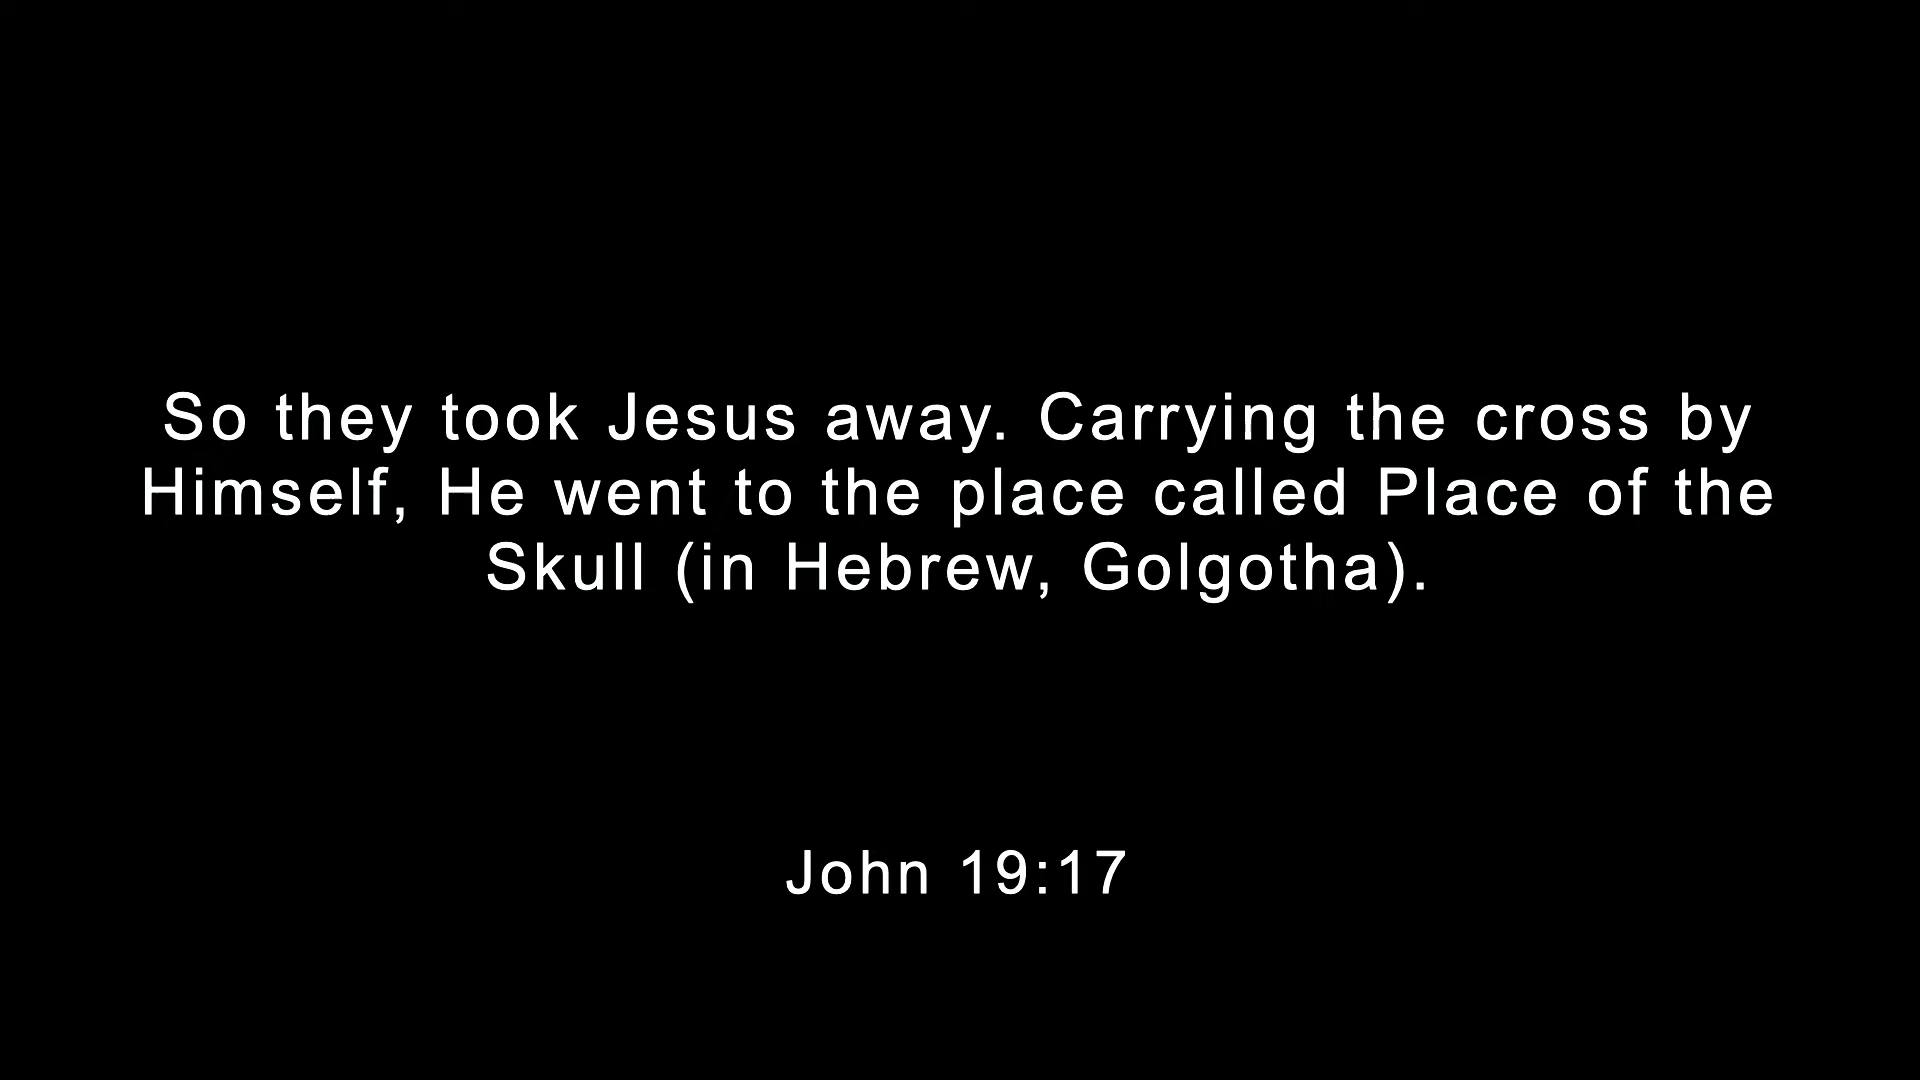 So they took Jesus away. Carrying the cross by
Himself, He went to the place called Place of the
Skull (in Hebrew, Golgotha).
John 19:17